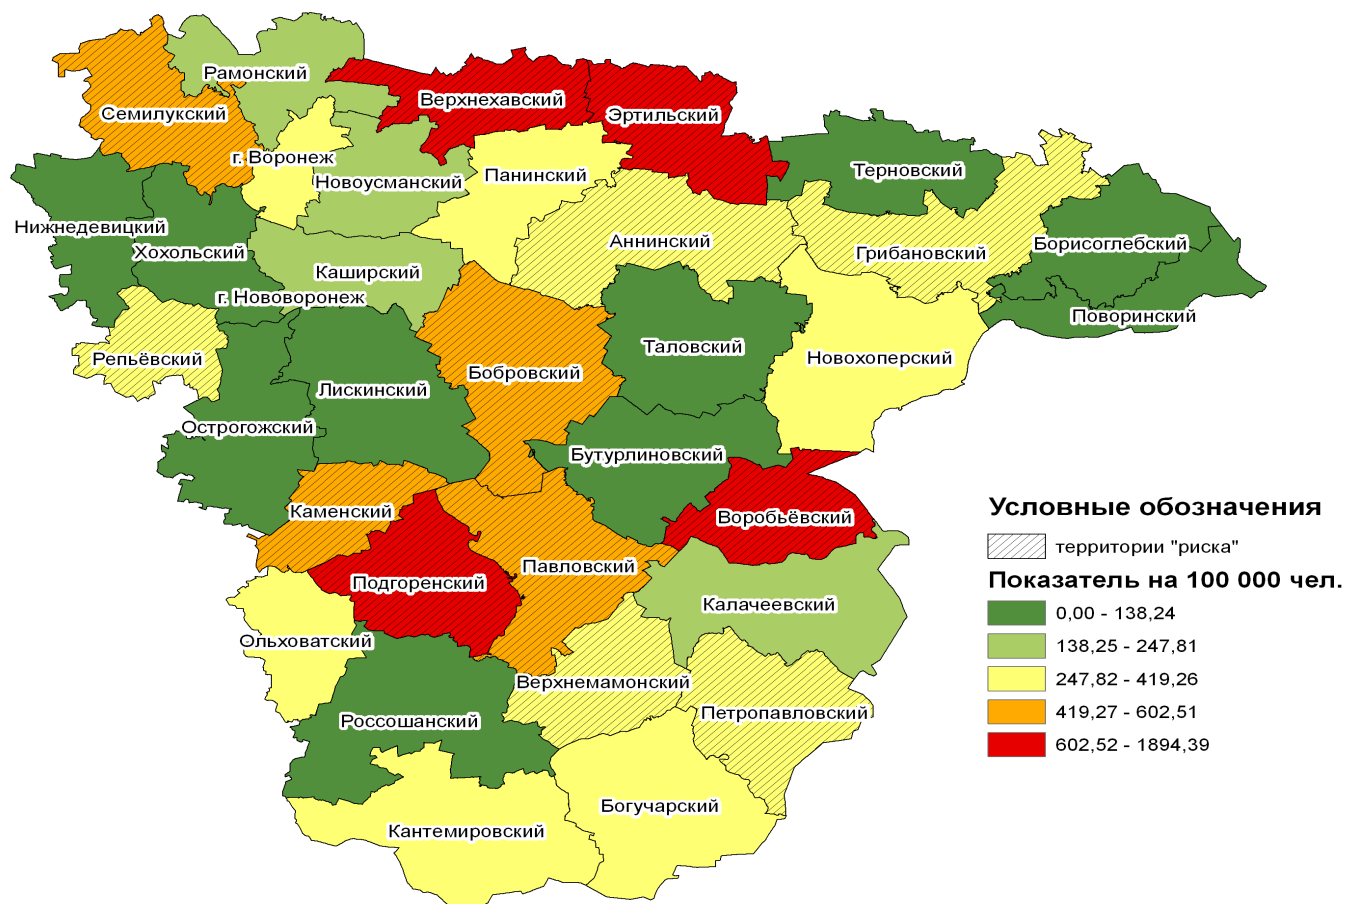 Рамонский
Верхнехавский
Семилукский
Эртильский
г. Воронеж
Терновский
Новоусманский
Панинский
Нижнедевицкий
Хохольский
Аннинский
Грибановский
Борисоглебский
Каширский
г. Нововоронеж
Поворинский
Репьёвский
Таловский
Новохоперский
Бобровский
Лискинский
Острогожский
Бутурлиновский
Каменский
Воробьёвский
Павловский
Подгоренский
Калачеевский
Ольховатский
Верхнемамонский
Петропавловский
Россошанский
Богучарский
Кантемировский
Условные обозначения
территории "риска"
Показатель на 100 000 чел.
0,00 - 138,24
138,25 - 247,81
247,82 - 419,26
419,27 - 602,51
602,52 - 1894,39